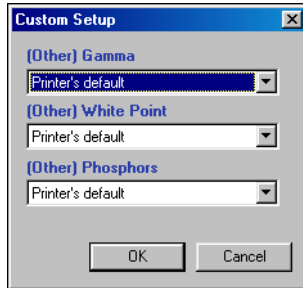 Custom Setup
(Other) Gamma
Printer's default
(Other) White Point
Printer's default
(Other) Phosphors
Printer's default
OK
Cancel